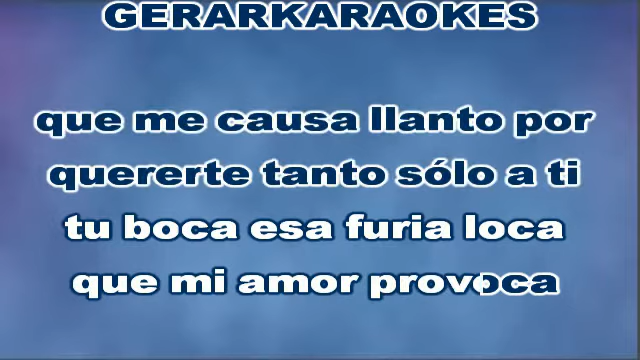 GERARKARAOKES
que me causa llanto por
quererte tanto sólo a ti
tu boca esa furia loca
que mi amor provoca